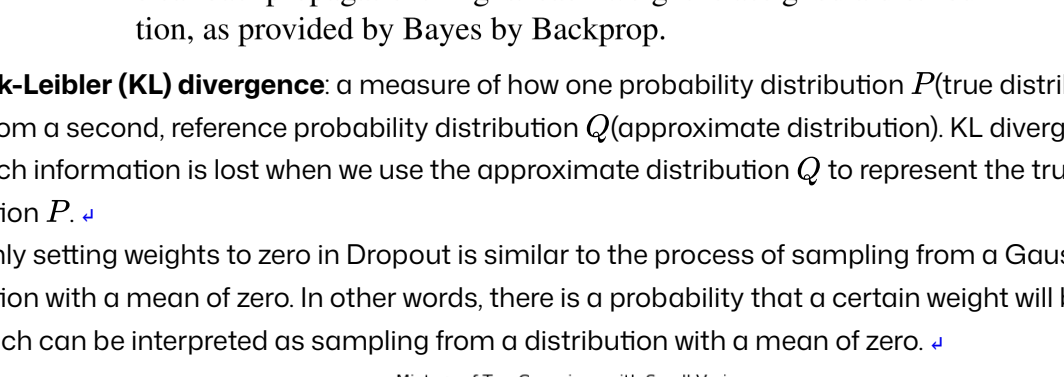 tion, as provided by Bayes by Backprop.
k-Leibler (KL) divergence: a measure of how one probability distribution P(true distri
om a second, reference probability distribution Q(approximate distribution). KL diverg
ch information is lost when we use the approximate distribution Q to represent the tru
ion P. ↵
nly setting weights to zero in Dropout is similar to the process of sampling from a Gaus
ion with a mean of zero. In other words, there is a probability that a certain weight will
ch can be interpreted as sampling from a distribution with a mean of zero. ↵